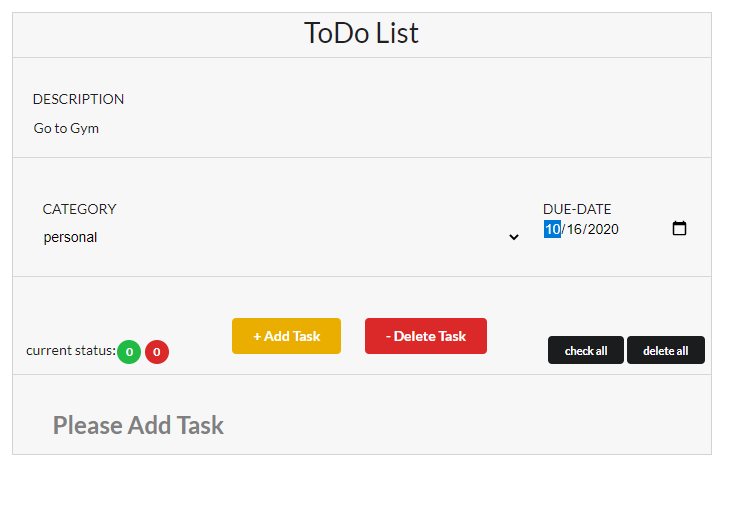 ToDo List
DESCRIPTION
Go to Gym
CATEGORY
DUE-DATE
personal
10/16/2020
current status: 0 0
+ Add Task
- Delete Task
check all
delete all
Please Add Task